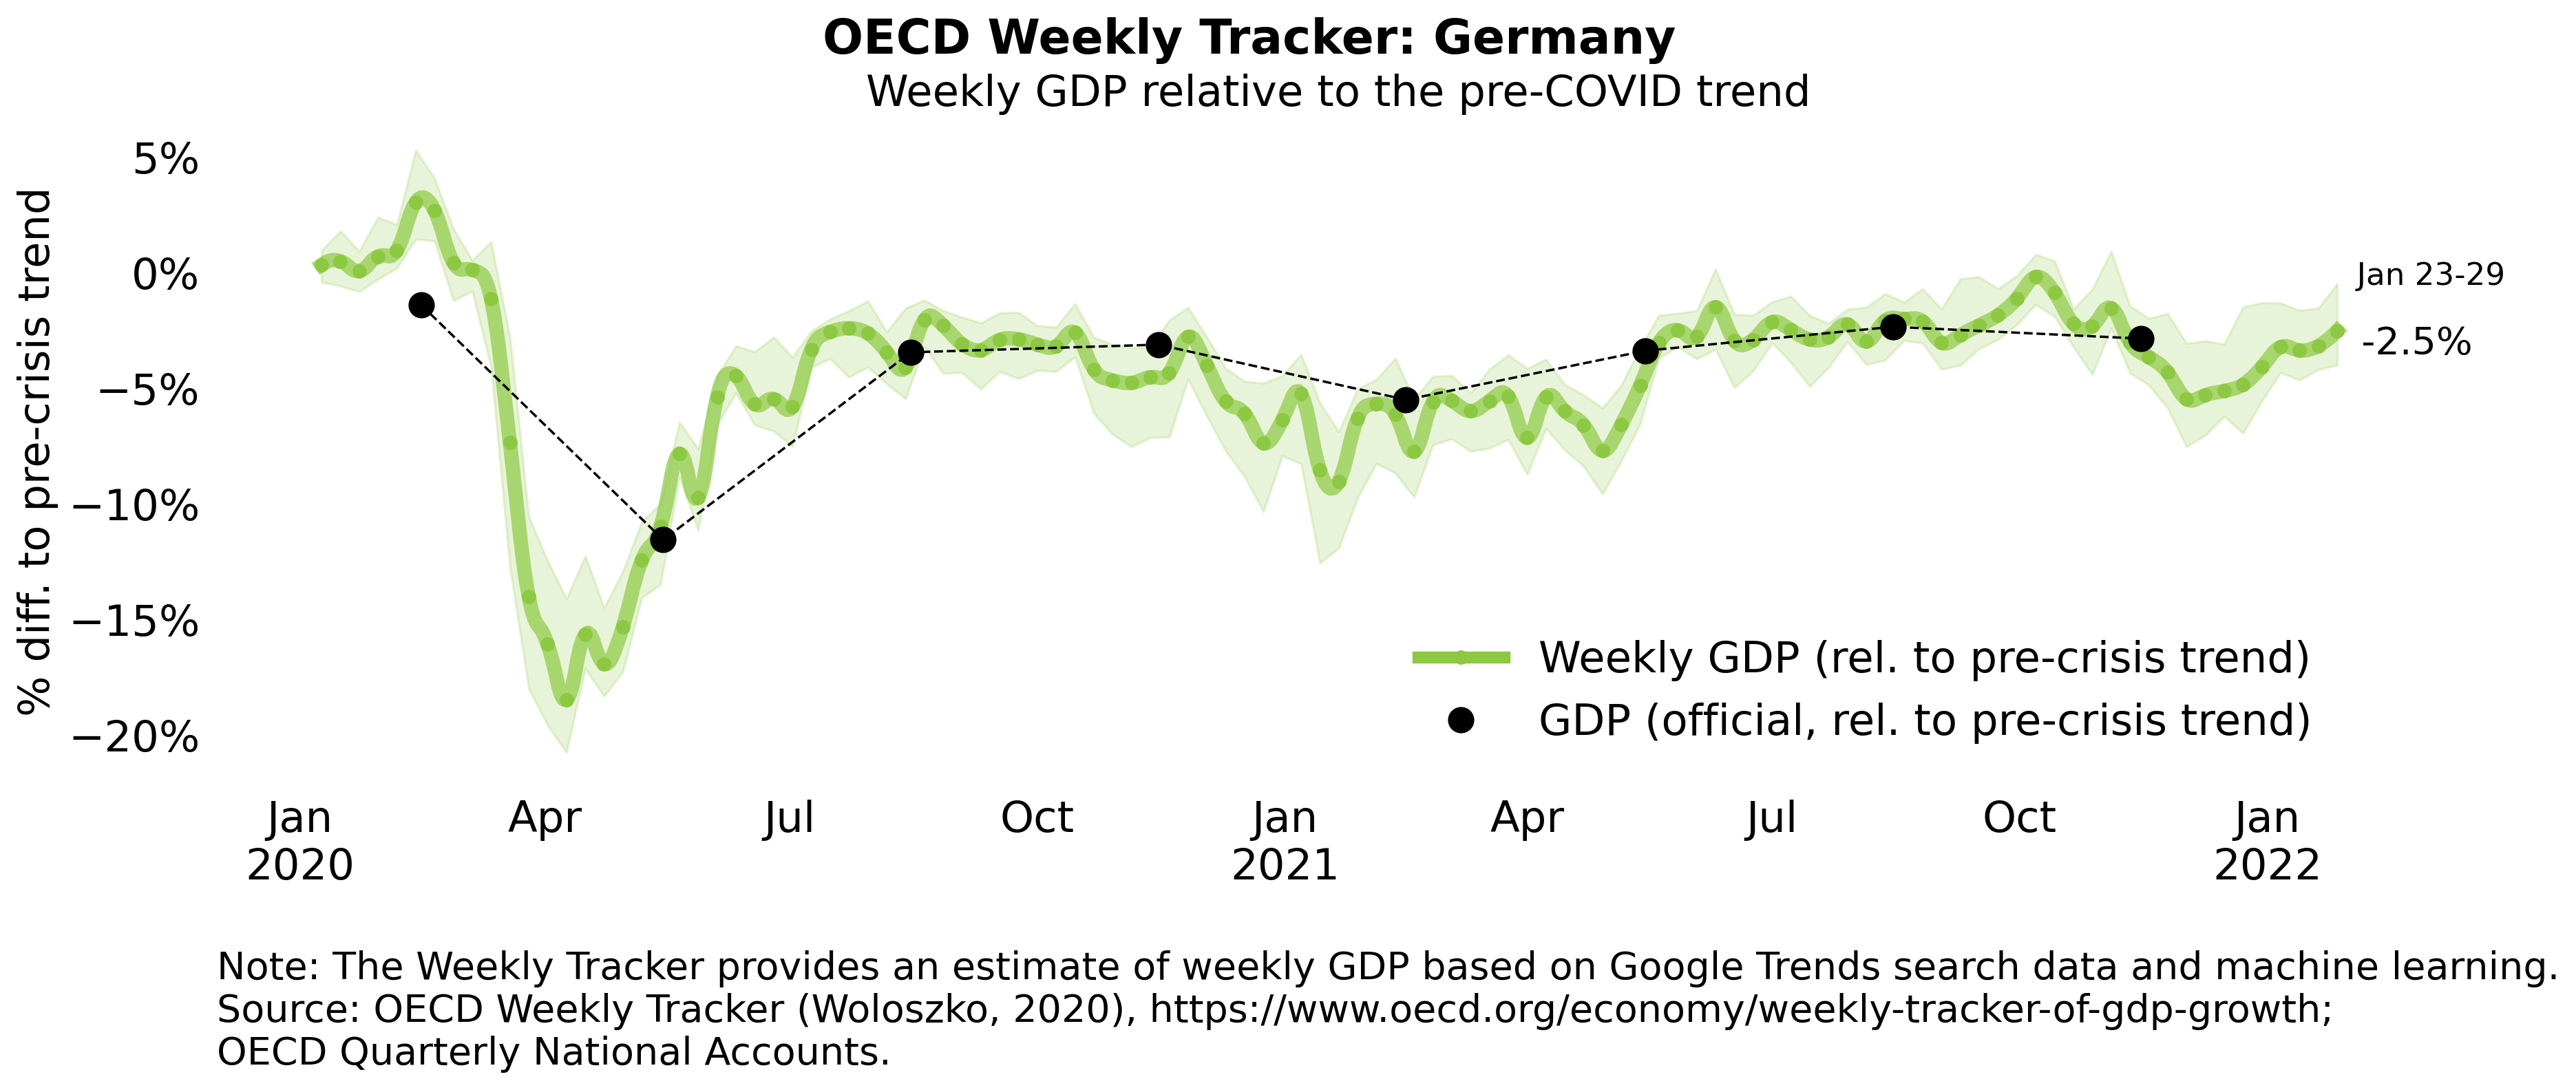 OECD Weekly Tracker: Germany
Weekly GDP relative to the pre-COVID trend
% diff. to pre-crisis trend
5%
0%
−5%
−10%
−15%
−20%
Jan 23-29
-2.5%
Weekly GDP (rel. to pre-crisis trend)
GDP (official, rel. to pre-crisis trend)
Jan Apr Jul Oct Jan Apr Jul Oct Jan
2020 2021 2022
Note: The Weekly Tracker provides an estimate of weekly GDP based on Google Trends search data and machine learning.
Source: OECD Weekly Tracker (Woloszko, 2020), https://www.oecd.org/economy/weekly-tracker-of-gdp-growth;
OECD Quarterly National Accounts.